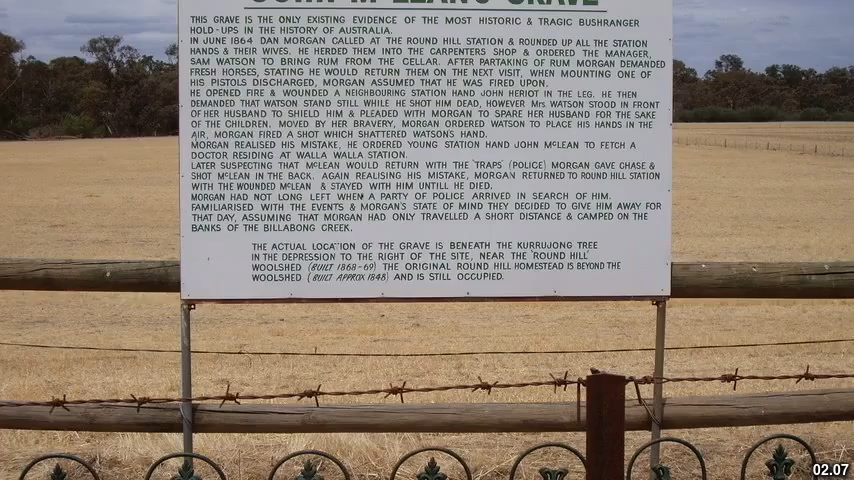 JOHN McLEAN'S GRAVE
THIS GRAVE IS THE ONLY EXISTING EVIDENCE OF THE MOST HISTORIC & TRAGIC BUSHRANGER
HOLD-UPS IN THE HISTORY OF AUSTRALIA.
IN JUNE 1864 DAN MORGAN CALLED AT THE ROUND HILL STATION & ROUNDED UP ALL THE STATION
HANDS & THEIR WIVES. HE HERDED THEM INTO THE CARPENTERS SHOP & ORDERED THE MANAGER,
SAM WATSON TO BRING RUM FROM THE CELLAR. AFTER PARTAKING OF RUM MORGAN DEMANDED
FRESH HORSES, STATING HE WOULD RETURN THEM ON THE NEXT VISIT, WHEN MOUNTING ONE OF
HIS PISTOLS DISCHARGED, MORGAN ASSUMED THAT HE WAS FIRED UPON.
HE OPENED FIRE & WOUNDED A NEIGHBOURING STATION HAND JOHN HERIOT IN THE LEG. HE THEN
DEMANDED THAT WATSON STAND STILL WHILE HE SHOT HIM DEAD, HOWEVER Mrs WATSON STOOD IN FRONT
OF HER HUSBAND TO SHIELD HIM & PLEADED WITH MORGAN TO SPARE HER HUSBAND FOR THE SAKE
OF THE CHILDREN. MOVED BY HER BRAVERY, MORGAN ORDERED WATSON TO PLACE HIS HANDS IN THE
AIR, MORGAN FIRED A SHOT WHICH SHATTERED WATSON'S HAND.
MORGAN REALISED HIS MISTAKE, HE ORDERED YOUNG STATION HAND JOHN McLEAN TO FETCH A
DOCTOR RESIDING AT WALLA WALLA STATION.
LATER SUSPECTING THAT McLEAN WOULD RETURN WITH THE 'TRAPS' (POLICE) MORGAN GAVE CHASE &
SHOT McLEAN IN THE BACK. AGAIN REALISING HIS MISTAKE, MORGAN RETURNED TO ROUND HILL STATION
WITH THE WOUNDED McLEAN & STAYED WITH HIM UNTILL HE DIED.
MORGAN HAD NOT LONG LEFT WHEN A PARTY OF POLICE ARRIVED IN SEARCH OF HIM.
FAMILIARISED WITH THE EVENTS & MORGAN'S STATE OF MIND THEY DECIDED TO GIVE HIM AWAY FOR
THAT DAY, ASSUMING THAT MORGAN HAD ONLY TRAVELLED A SHORT DISTANCE & CAMPED ON THE
BANKS OF THE BILLABONG CREEK.
THE ACTUAL LOCATION OF THE GRAVE IS BENEATH THE KURRUJONG TREE
IN THE DEPRESSION TO THE RIGHT OF THE SITE, NEAR THE 'ROUND HILL'
WOOLSHED (BUILT 1868-69) THE ORIGINAL ROUND HILL HOMESTEAD IS BEYOND THE
WOOLSHED (BUILT APPROX 1848) AND IS STILL OCCUPIED.
02.07